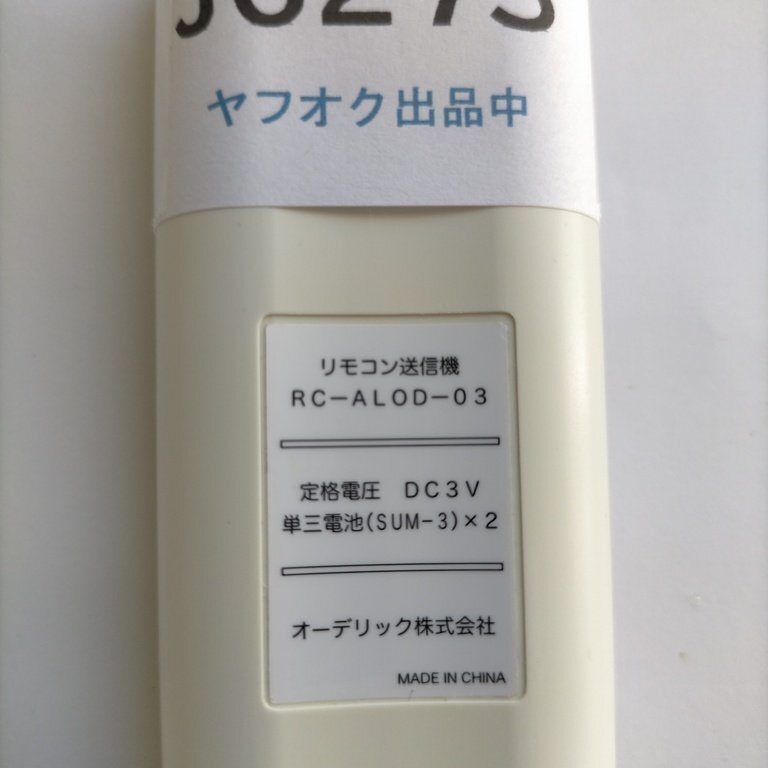 ヤフオク出品中
リモコン送信機
RC-ALOD-03
定格電圧 DC3V
単三電池(SUM-3)×2
オーデリック株式会社
MADE IN CHINA